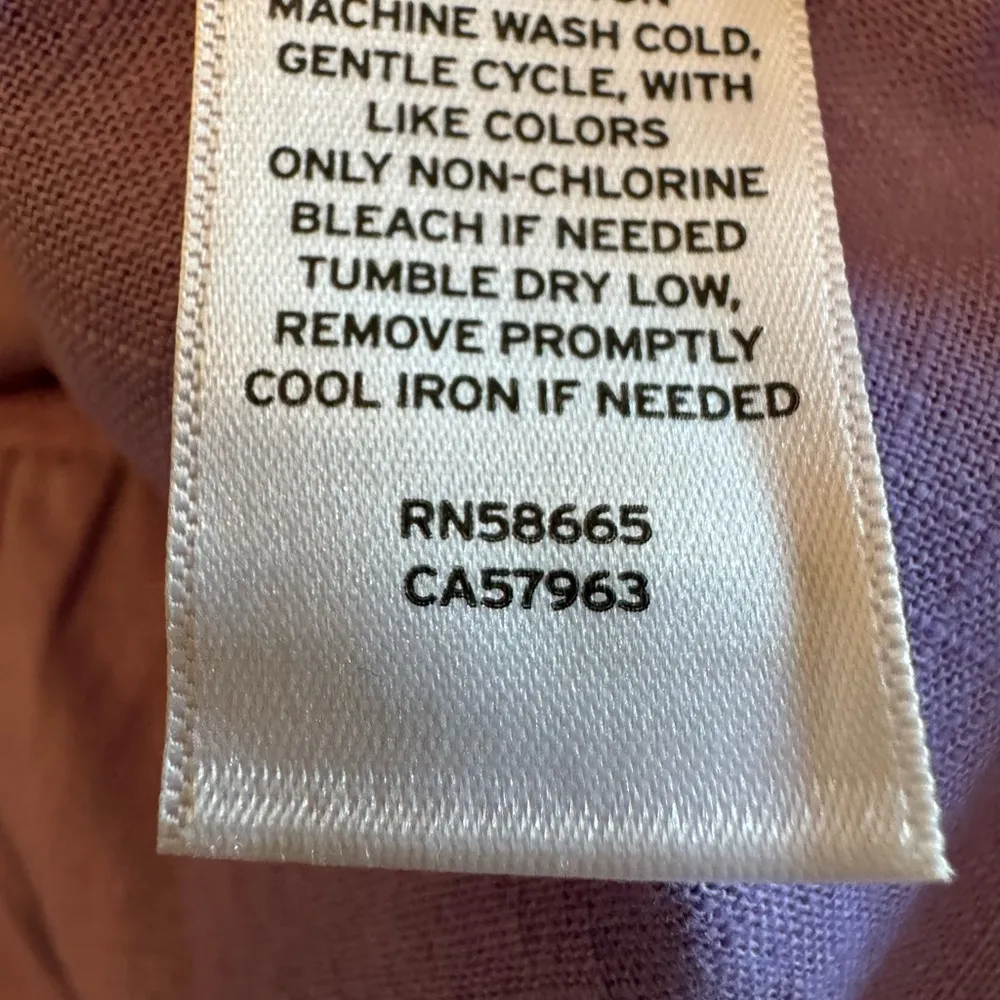 MACHINE WASH COLD,
GENTLE CYCLE, WITH
LIKE COLORS
ONLY NON-CHLORINE
BLEACH IF NEEDED
TUMBLE DRY LOW,
REMOVE PROMPTLY
COOL IRON IF NEEDED
RN58665
CA57963